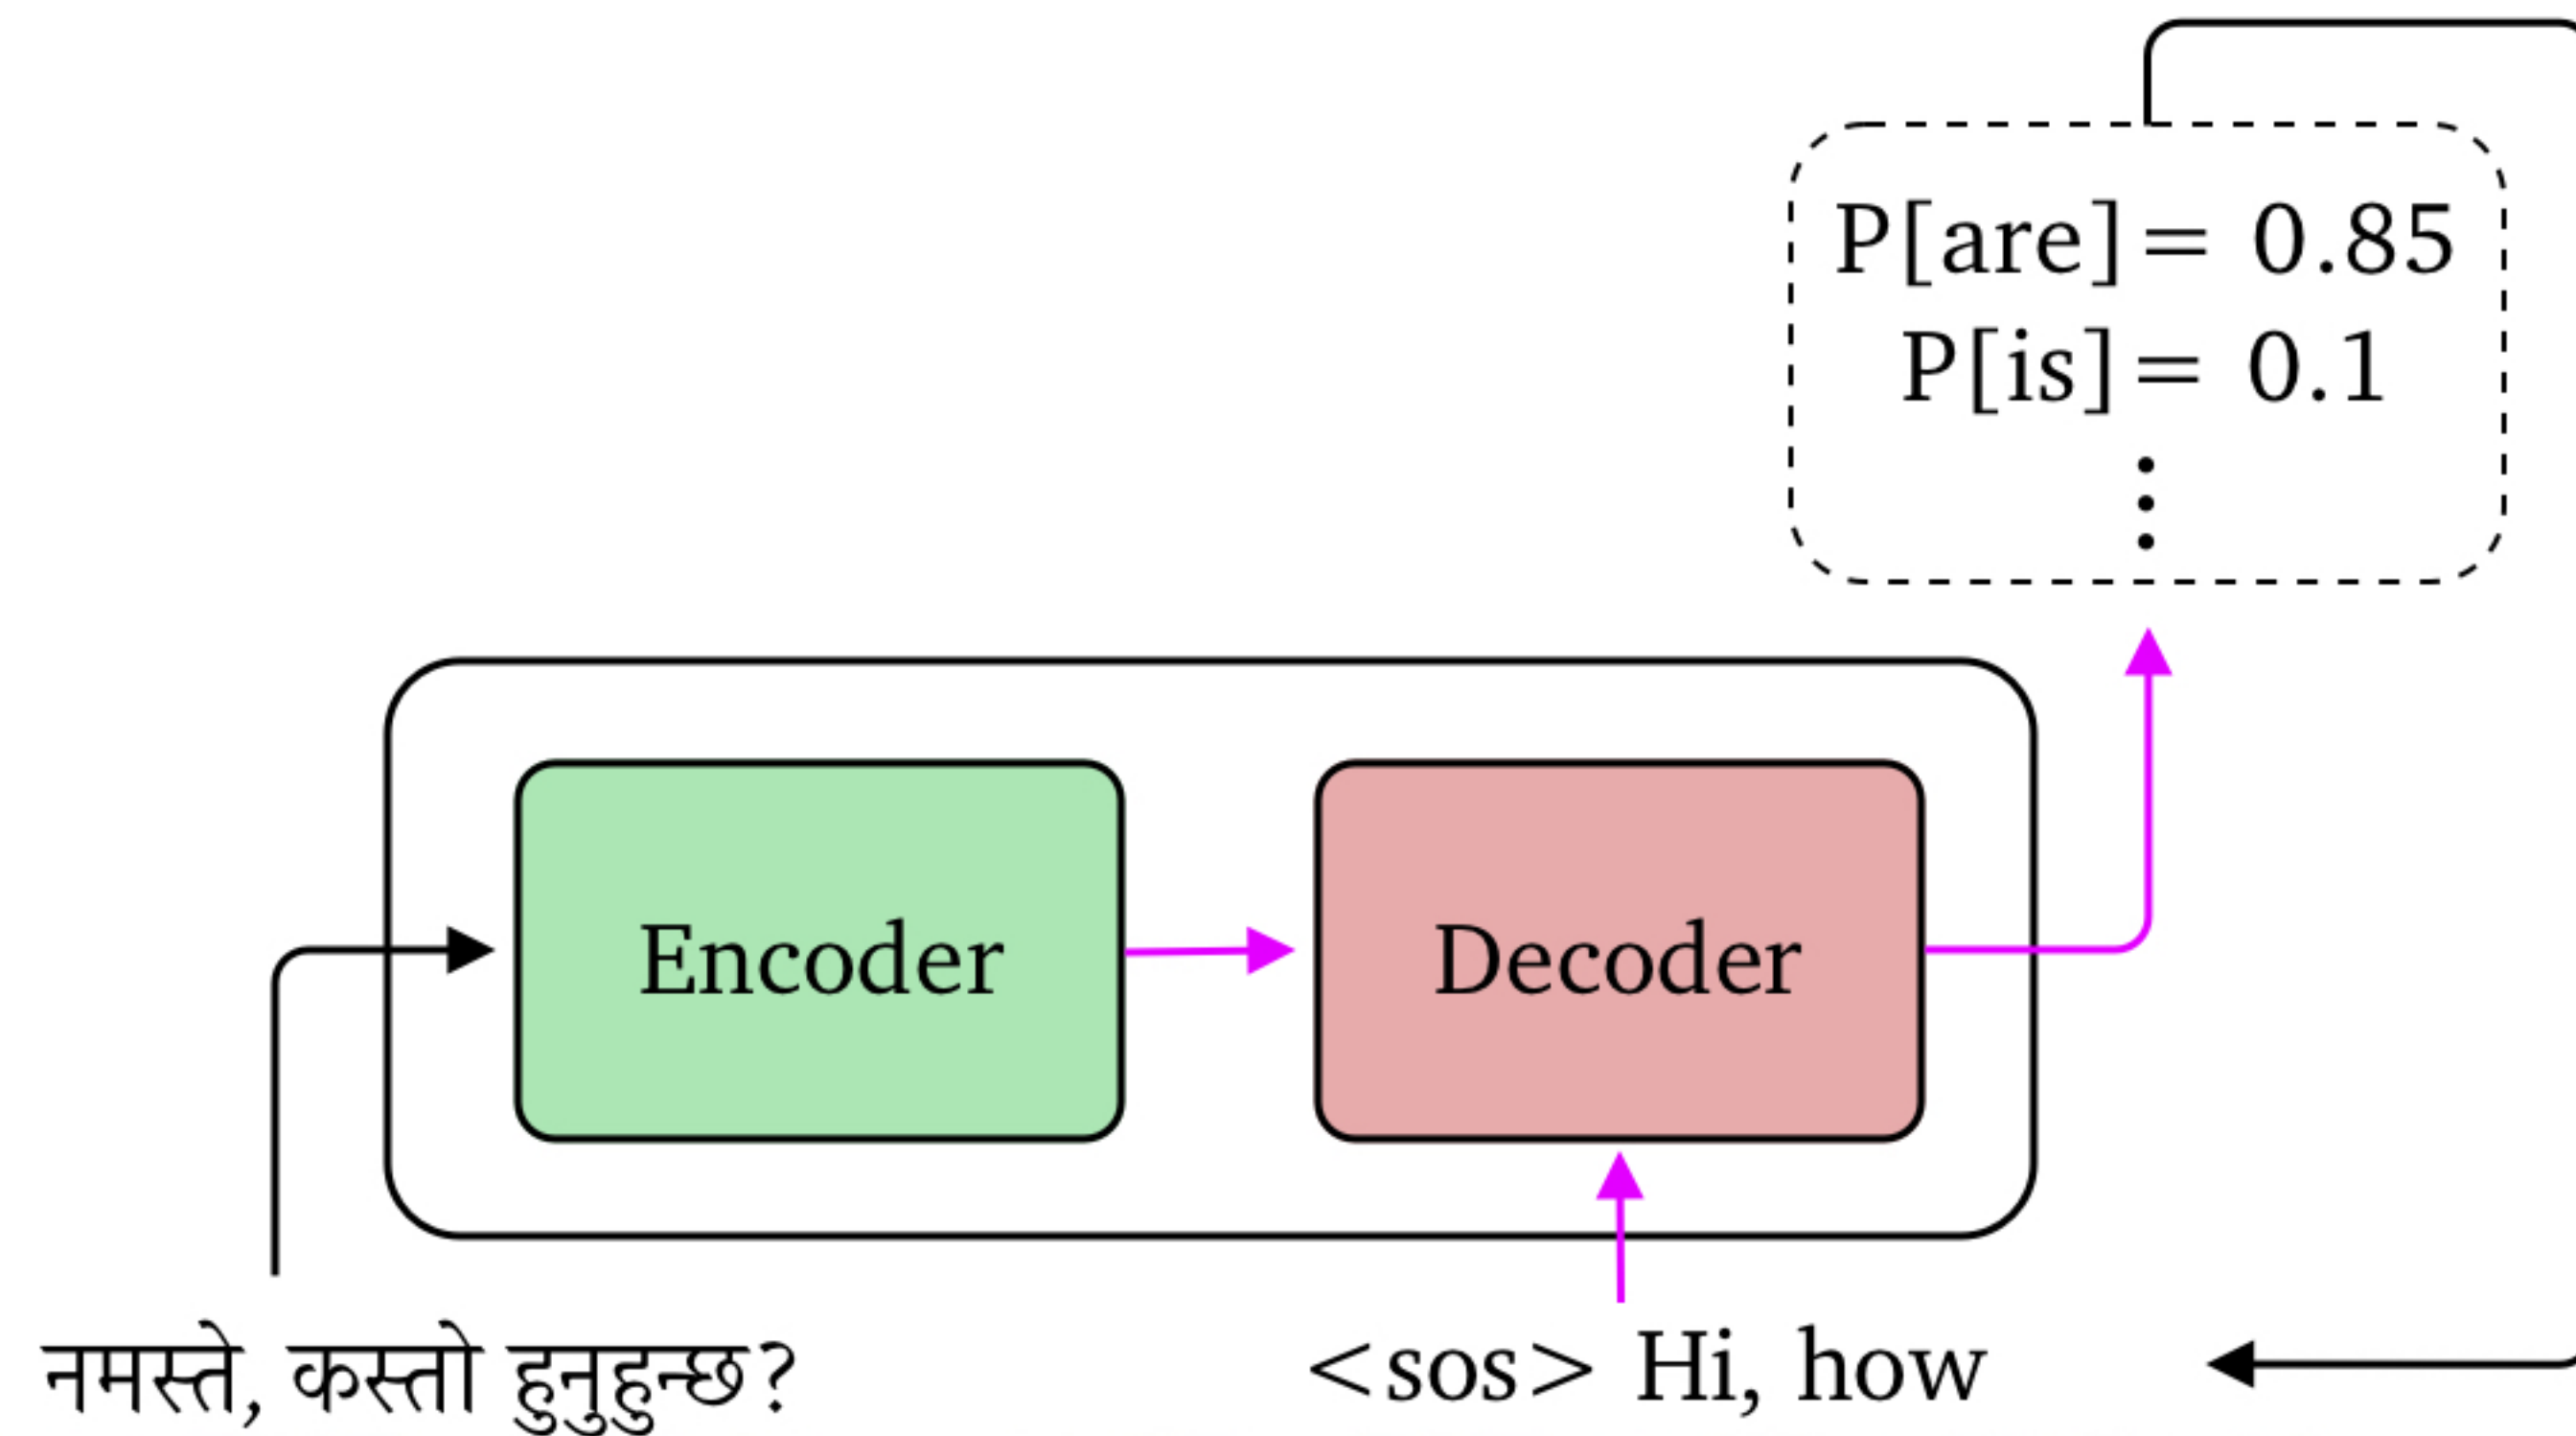 P[are] = 0.85
P[is] = 0.1
Encoder
Decoder
नमस्ते, कस्तो हुनुहुन्छ?
<sos> Hi, how